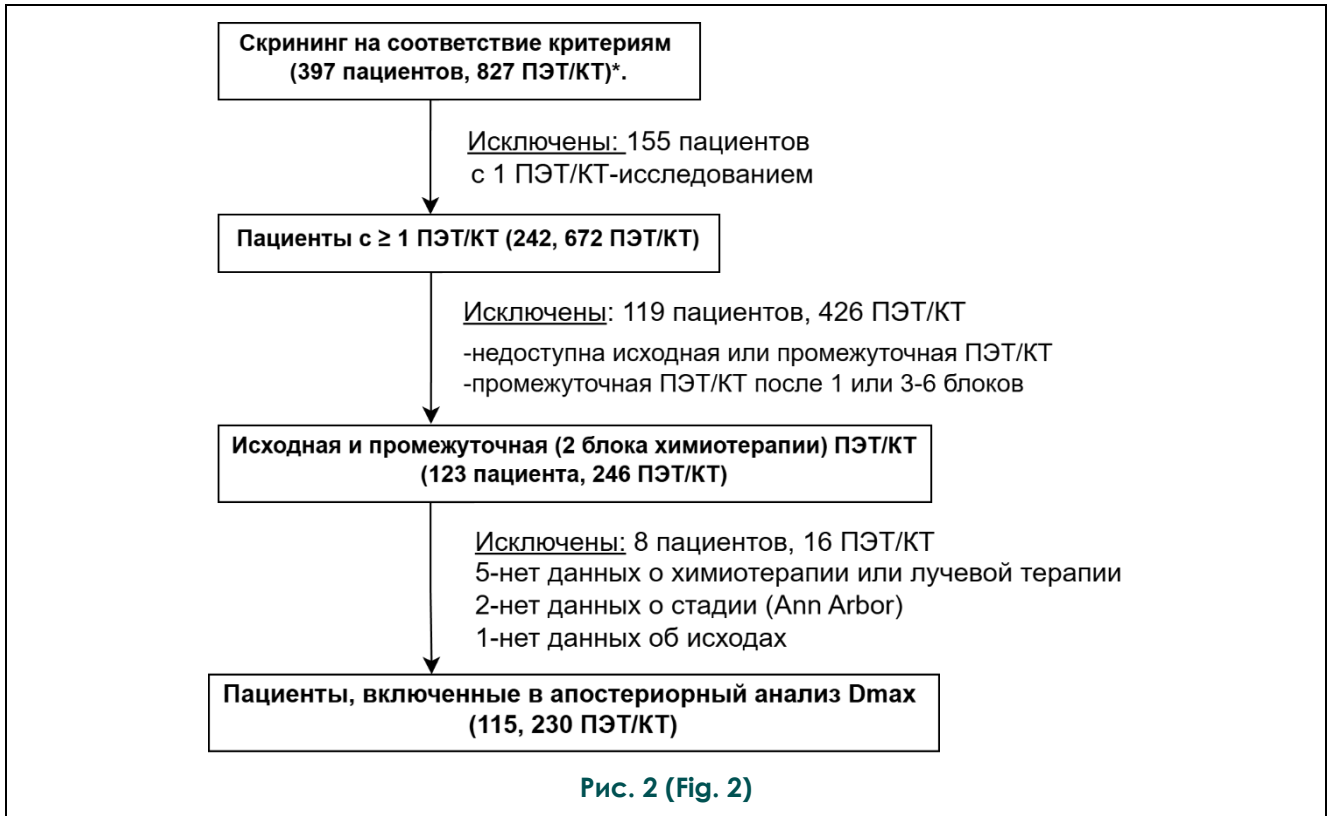 Скрининг на соответствие критериям
(397 пациентов, 827 ПЭТ/КТ)*.
Исключены: 155 пациентов
с 1 ПЭТ/КТ-исследованием
Пациенты с ≥ 1 ПЭТ/КТ (242, 672 ПЭТ/КТ)
Исключены: 119 пациентов, 426 ПЭТ/КТ
-недоступна исходная или промежуточная ПЭТ/КТ
-промежуточная ПЭТ/КТ после 1 или 3-6 блоков
Исходная и промежуточная (2 блока химиотерапии) ПЭТ/КТ
(123 пациента, 246 ПЭТ/КТ)
Исключены: 8 пациентов, 16 ПЭТ/КТ
5-нет данных о химиотерапии или лучевой терапии
2-нет данных о стадии (Ann Arbor)
1-нет данных об исходах
Пациенты, включенные в апостериорный анализ Dmax
(115, 230 ПЭТ/КТ)
Рис. 2 (Fig. 2)